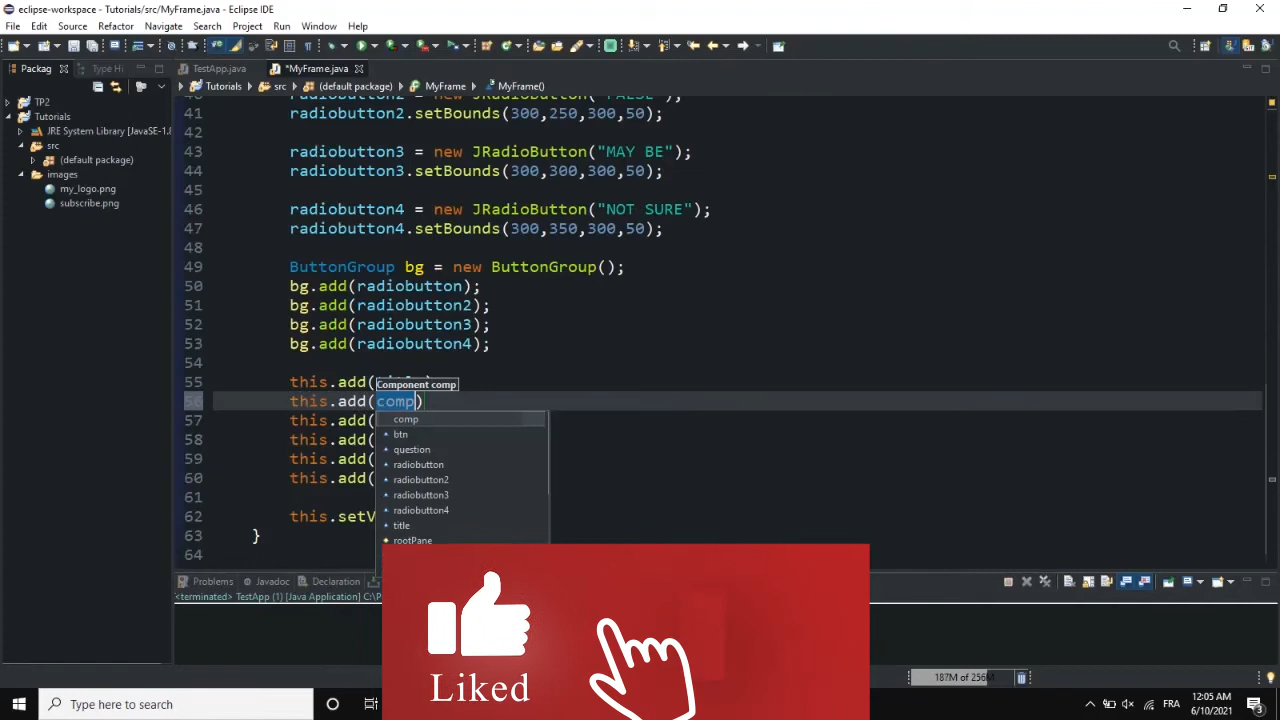 eclipse-workspace - Tutorials/src/MyFrame.java - Eclipse IDE
File Edit Source Refactor Navigate Search Project Run Window Help
Packag Type Hi TestApp.java *MyFrame.java
Tutorials src (default package) MyFrame MyFrame()
TP2
Tutorials
JRE System Library [JavaSE-1.
src
(default package)
images
my_logo.png
subscribe.png
41 radiobutton2.setBounds(300,250,300,50);
42
43 radiobutton3 = new JRadioButton("MAY BE");
44 radiobutton3.setBounds(300,300,300,50);
45
46 radiobutton4 = new JRadioButton("NOT SURE");
47 radiobutton4.setBounds(300,350,300,50);
48
49 ButtonGroup bg = new ButtonGroup();
50 bg.add(radiobutton);
51 bg.add(radiobutton2);
52 bg.add(radiobutton3);
53 bg.add(radiobutton4);
54
55 this.add(
Component comp
56 this.add(comp)
57 this.add(
58 this.add(
59 this.add(
60 this.add(
61
62 this.setV
63 }
64
comp
btn
question
radiobutton
radiobutton2
radiobutton3
radiobutton4
title
rootPane
Problems Javadoc Declaration
<terminated> TestApp (1) [Java Application] C:\P
Liked
187M of 256M
Type here to search
FRA
12:05 AM
6/10/2021
3